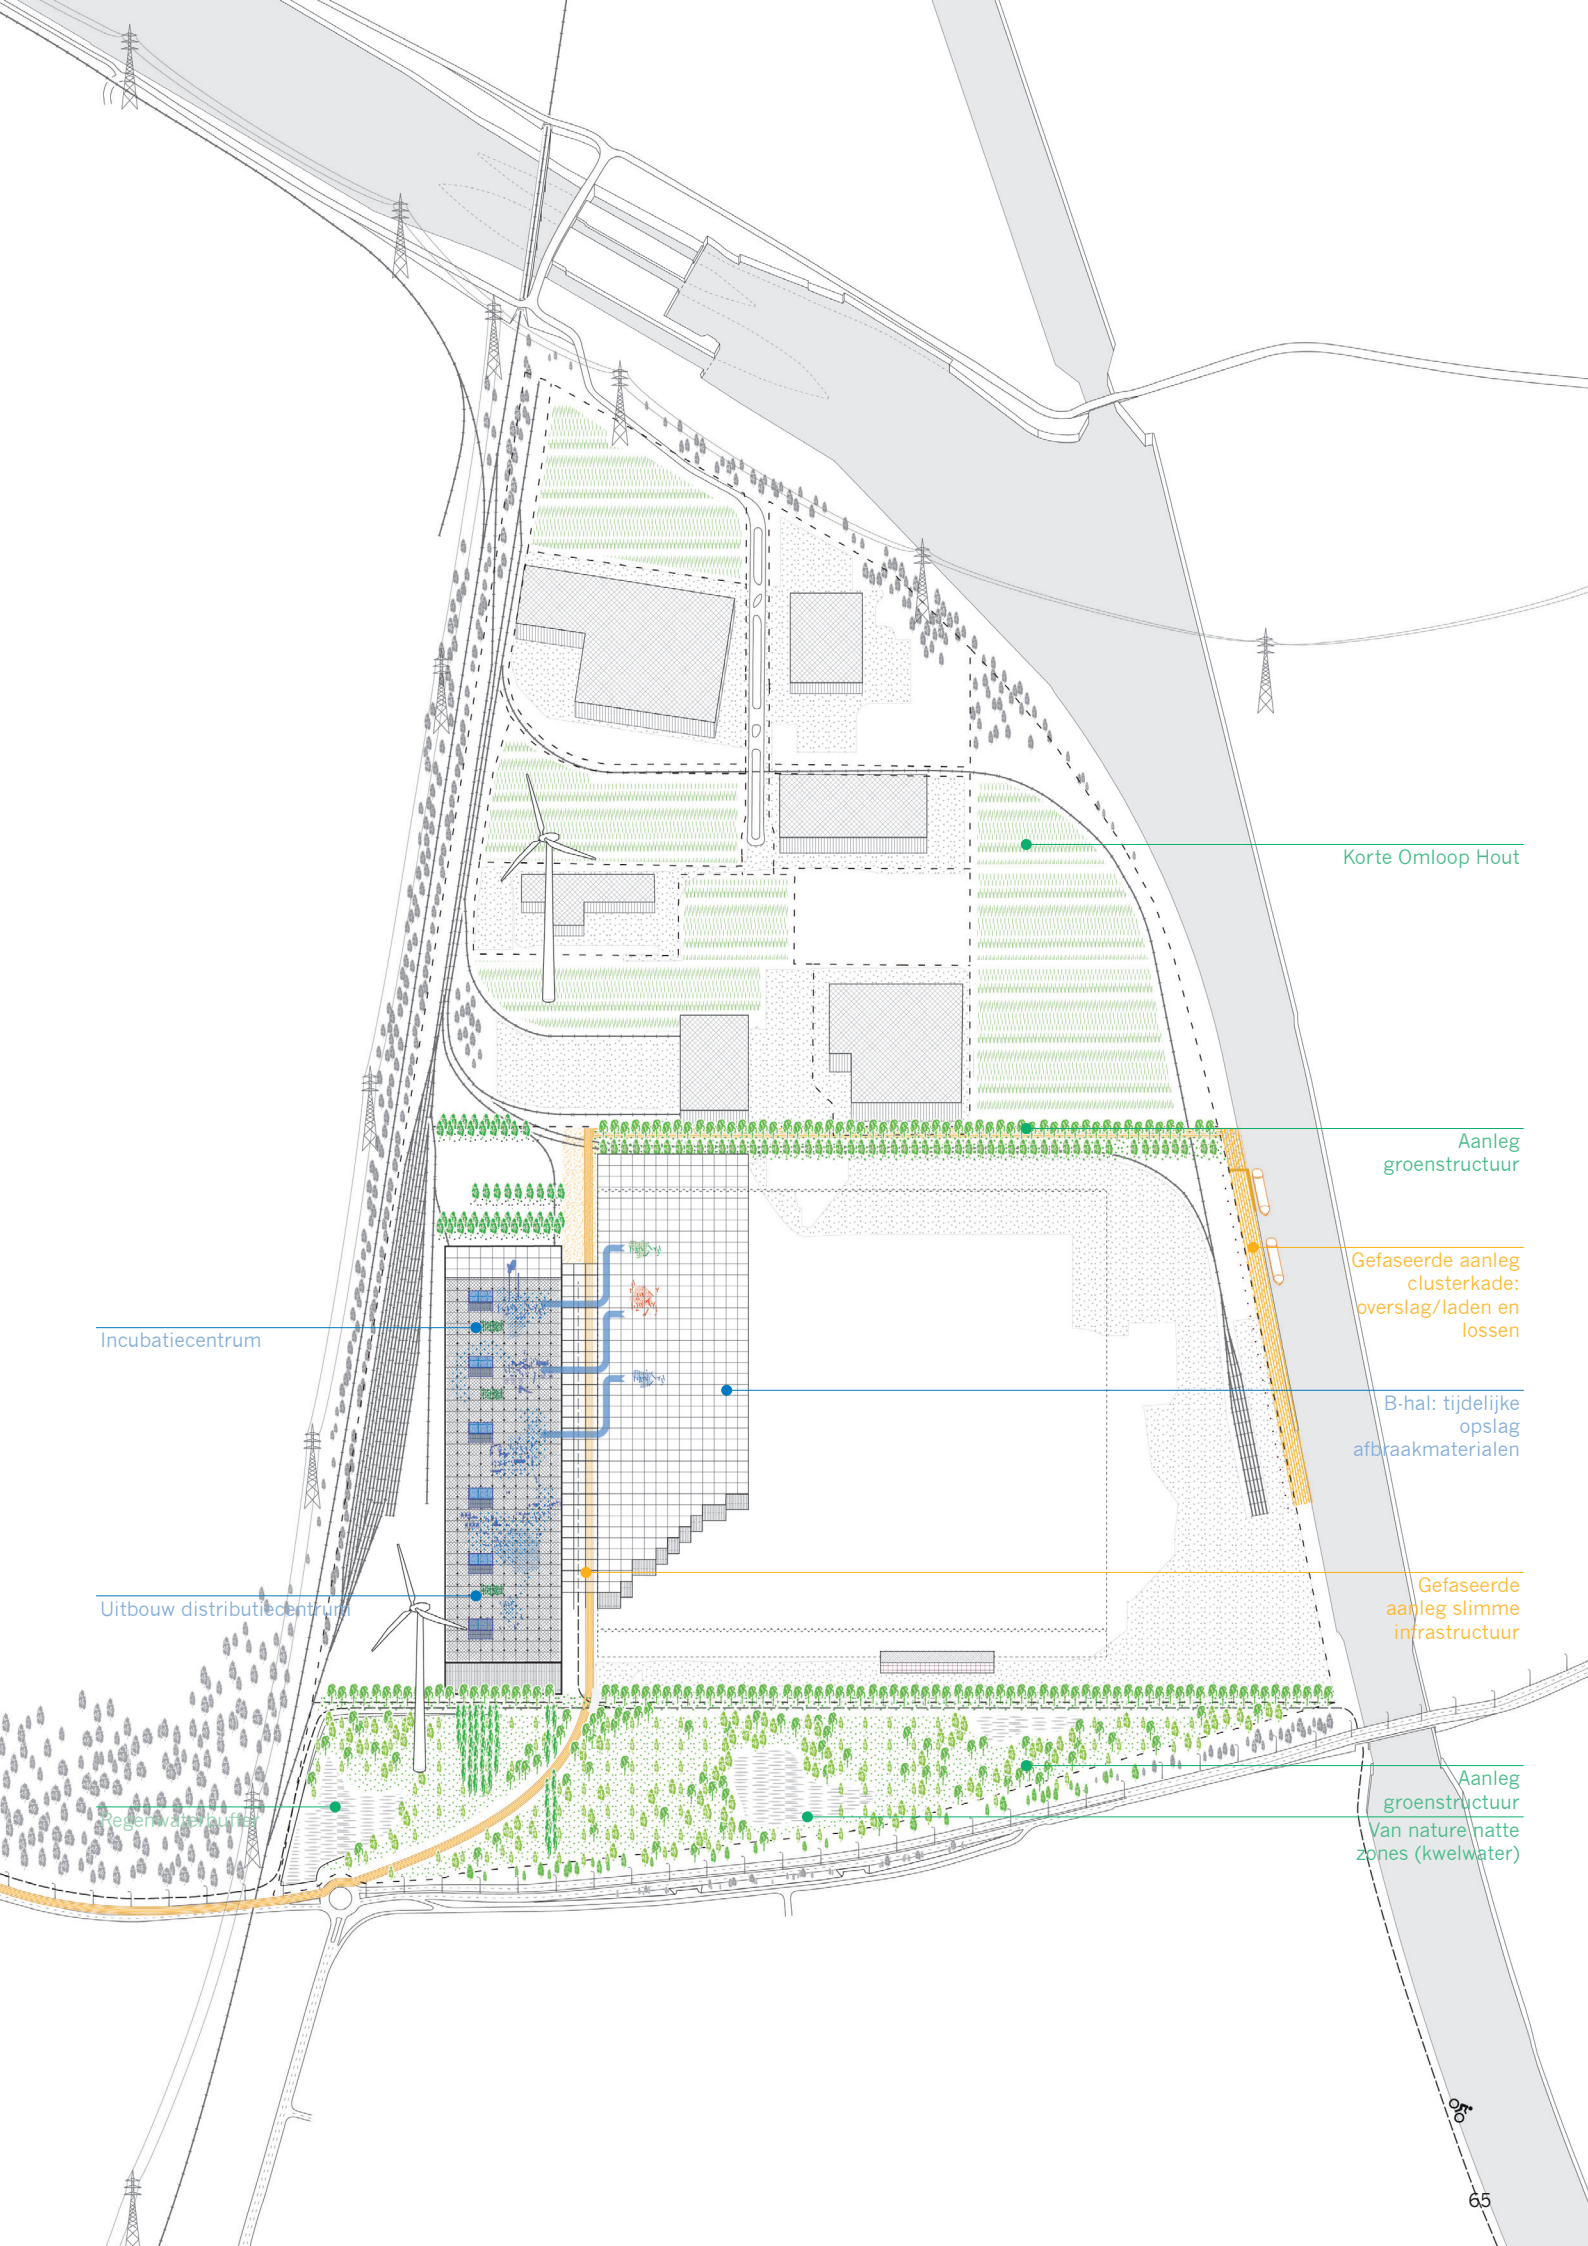 Korte Omloop Hout
Aanleg
groenstructuur
Gefaseerde aanleg
clusterkade:
overslag/laden en
lossen
Incubatiecentrum
B-hal: tijdelijke
opslag
afbraakmaterialen
Gefaseerde
aanleg slimme
infrastructuur
Uitbouw distributiecentrum
Aanleg
groenstructuur
Regenwaterbuffer
Van nature natte
zones (kwelwater)
65